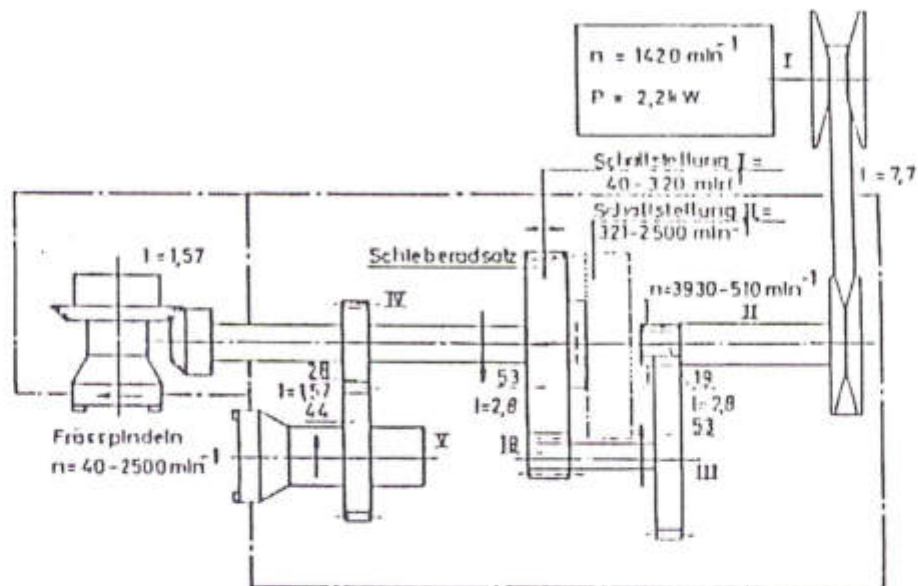 n = 1420 min⁻¹
I
P = 2,2kW
Schaltstellung I =
40 - 320 min⁻¹
i = 7,7
Schaltstellung II =
321-2500 min⁻¹
i = 1,57
Schieberadsatz
n=3930-510 min⁻¹
II
IV
28
i=1,57
44
53
i=2,8
18
19
i=2,8
53
III
V
Frässpindeln
n= 40-2500 min⁻¹